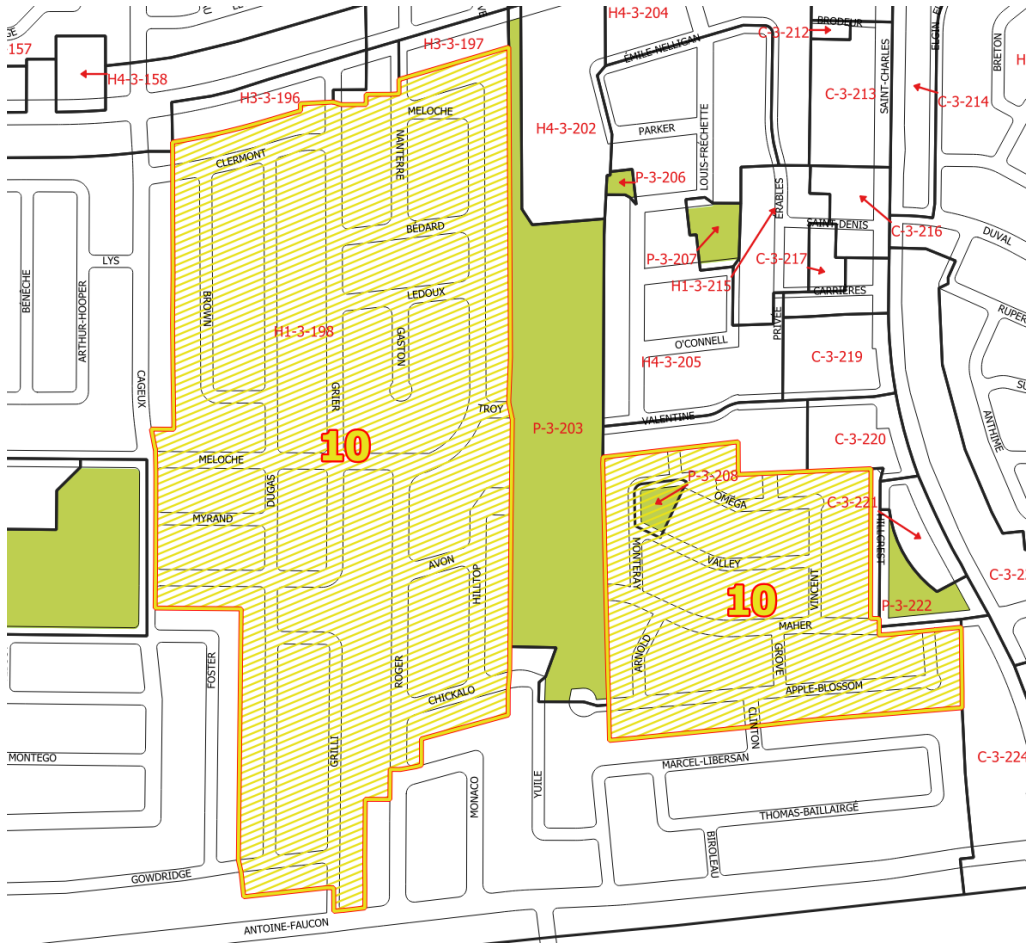 H4-3-204
BRODEUR
C-3-212
ELGIN
-157
H3-3-197
ÉMILE-NELLIGAN
SAINT-CHARLES
BRETON
H4-3-158
H3-3-196
C-3-213
C-3-214
MELOCHE
H4-3-202
PARKER
LOUIS-FRÉCHETTE
NANTERRE
CLERMONT
P-3-206
ÉRABLES
BÉDARD
SAINT-DENIS
C-3-216
DUVAL
LYS
P-3-207
C-3-217
BÉNÈCHE
ARTHUR-HOOPER
BROWN
LEDOUX
H1-3-215
CARRIÈRES
H1-3-198
GASTON
PRIVÉE
O'CONNELL
C-3-219
H4-3-205
CAGEUX
GRIER
TROY
VALENTINE
P-3-203
ANTHIME
10
C-3-220
MELOCHE
P-3-208
DUGAS
OMÉGA
C-3-221
MYRAND
HILLCREST
MONTERAY
VALLEY
AVON
HILLTOP
VINCENT
10
P-3-222
MAHER
ARNOLD
FOSTER
ROGER
GROVE
CHICKALO
APPLE-BLOSSOM
CLINTON
GRILLI
MONTEGO
MARCEL-LIBERSAN
C-3-224
YUILE
MONACO
THOMAS-BAILLAIRGÉ
BIROLEAU
GOWDRIDGE
ANTOINE-FAUCON